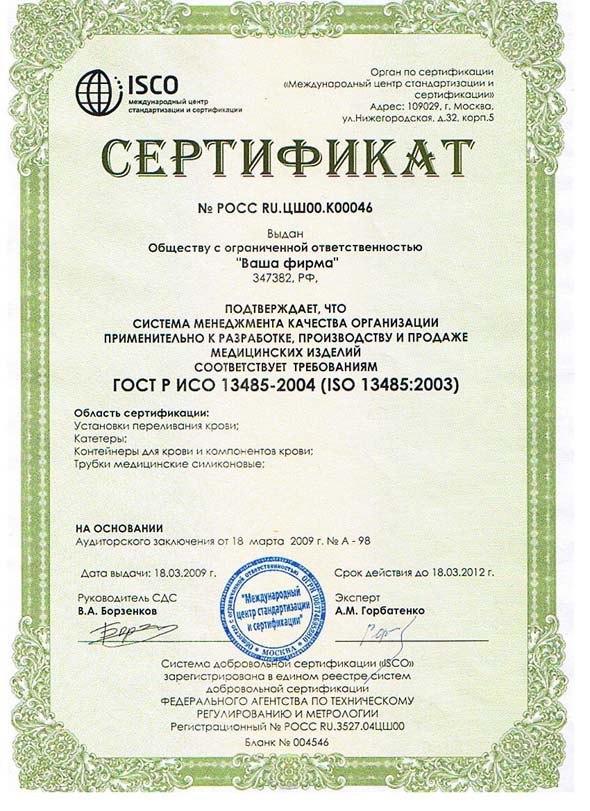 ISCO
международный центр
стандартизации и сертификации
Орган по сертификации
«Международный центр стандартизации и
сертификации»
Адрес: 109029, г. Москва,
ул.Нижегородская, д.32, корп.5
СЕРТИФИКАТ
№ РОСС RU.ЦШ00.К00046
Выдан
Обществу с ограниченной ответственностью
"Ваша фирма"
347382, РФ,
ПОДТВЕРЖДАЕТ, ЧТО
СИСТЕМА МЕНЕДЖМЕНТА КАЧЕСТВА ОРГАНИЗАЦИИ
ПРИМЕНИТЕЛЬНО К РАЗРАБОТКЕ, ПРОИЗВОДСТВУ И ПРОДАЖЕ
МЕДИЦИНСКИХ ИЗДЕЛИЙ
СООТВЕТСТВУЕТ ТРЕБОВАНИЯМ
ГОСТ Р ИСО 13485-2004 (ISO 13485:2003)
Область сертификации:
Установки переливания крови;
Катетеры;
Контейнеры для крови и компонентов крови;
Трубки медицинские силиконовые;
НА ОСНОВАНИИ
Аудиторского заключения от 18 марта 2009 г. № А - 98
Дата выдачи: 18.03.2009 г.
Срок действия до 18.03.2012 г.
Руководитель СДС
В.А. Борзенков
Эксперт
А.М. Горбатенко
"Международный
центр стандартизации
и сертификации"
Общество с ограниченной ответственностью
МОСКВА
Система добровольной сертификации «ISCO»
зарегистрирована в едином реестре систем
добровольной сертификации
ФЕДЕРАЛЬНОГО АГЕНТСТВА ПО ТЕХНИЧЕСКОМУ
РЕГУЛИРОВАНИЮ И МЕТРОЛОГИИ
Регистрационный № РОСС RU.3527.04ЦШ00
Бланк № 004546